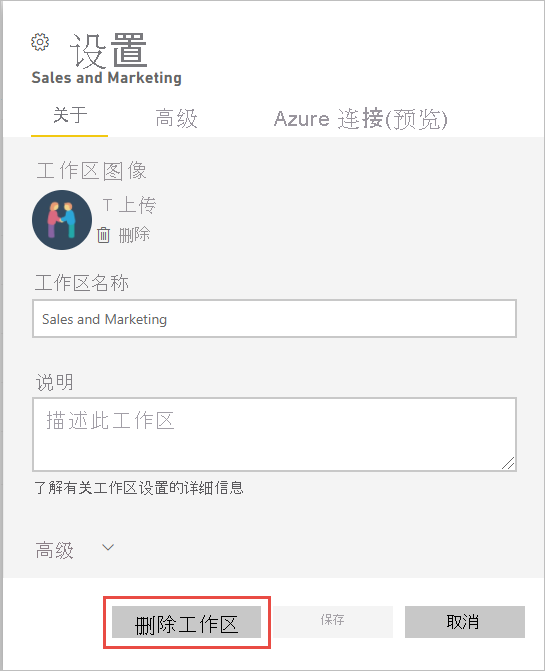 设置
Sales and Marketing
关于 高级 Azure 连接(预览)
工作区图像
上传
删除
工作区名称
Sales and Marketing
说明
描述此工作区
了解有关工作区设置的详细信息
高级
删除工作区 保存 取消